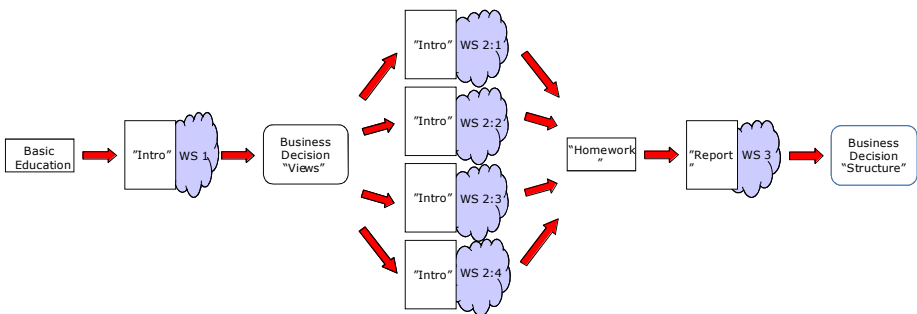 Basic
Education
"Intro"
WS 1
Business
Decision
"Views"
"Intro"
WS 2:1
"Intro"
WS 2:2
"Intro"
WS 2:3
"Intro"
WS 2:4
"Homework
"
"Report
"
WS 3
Business
Decision
"Structure"